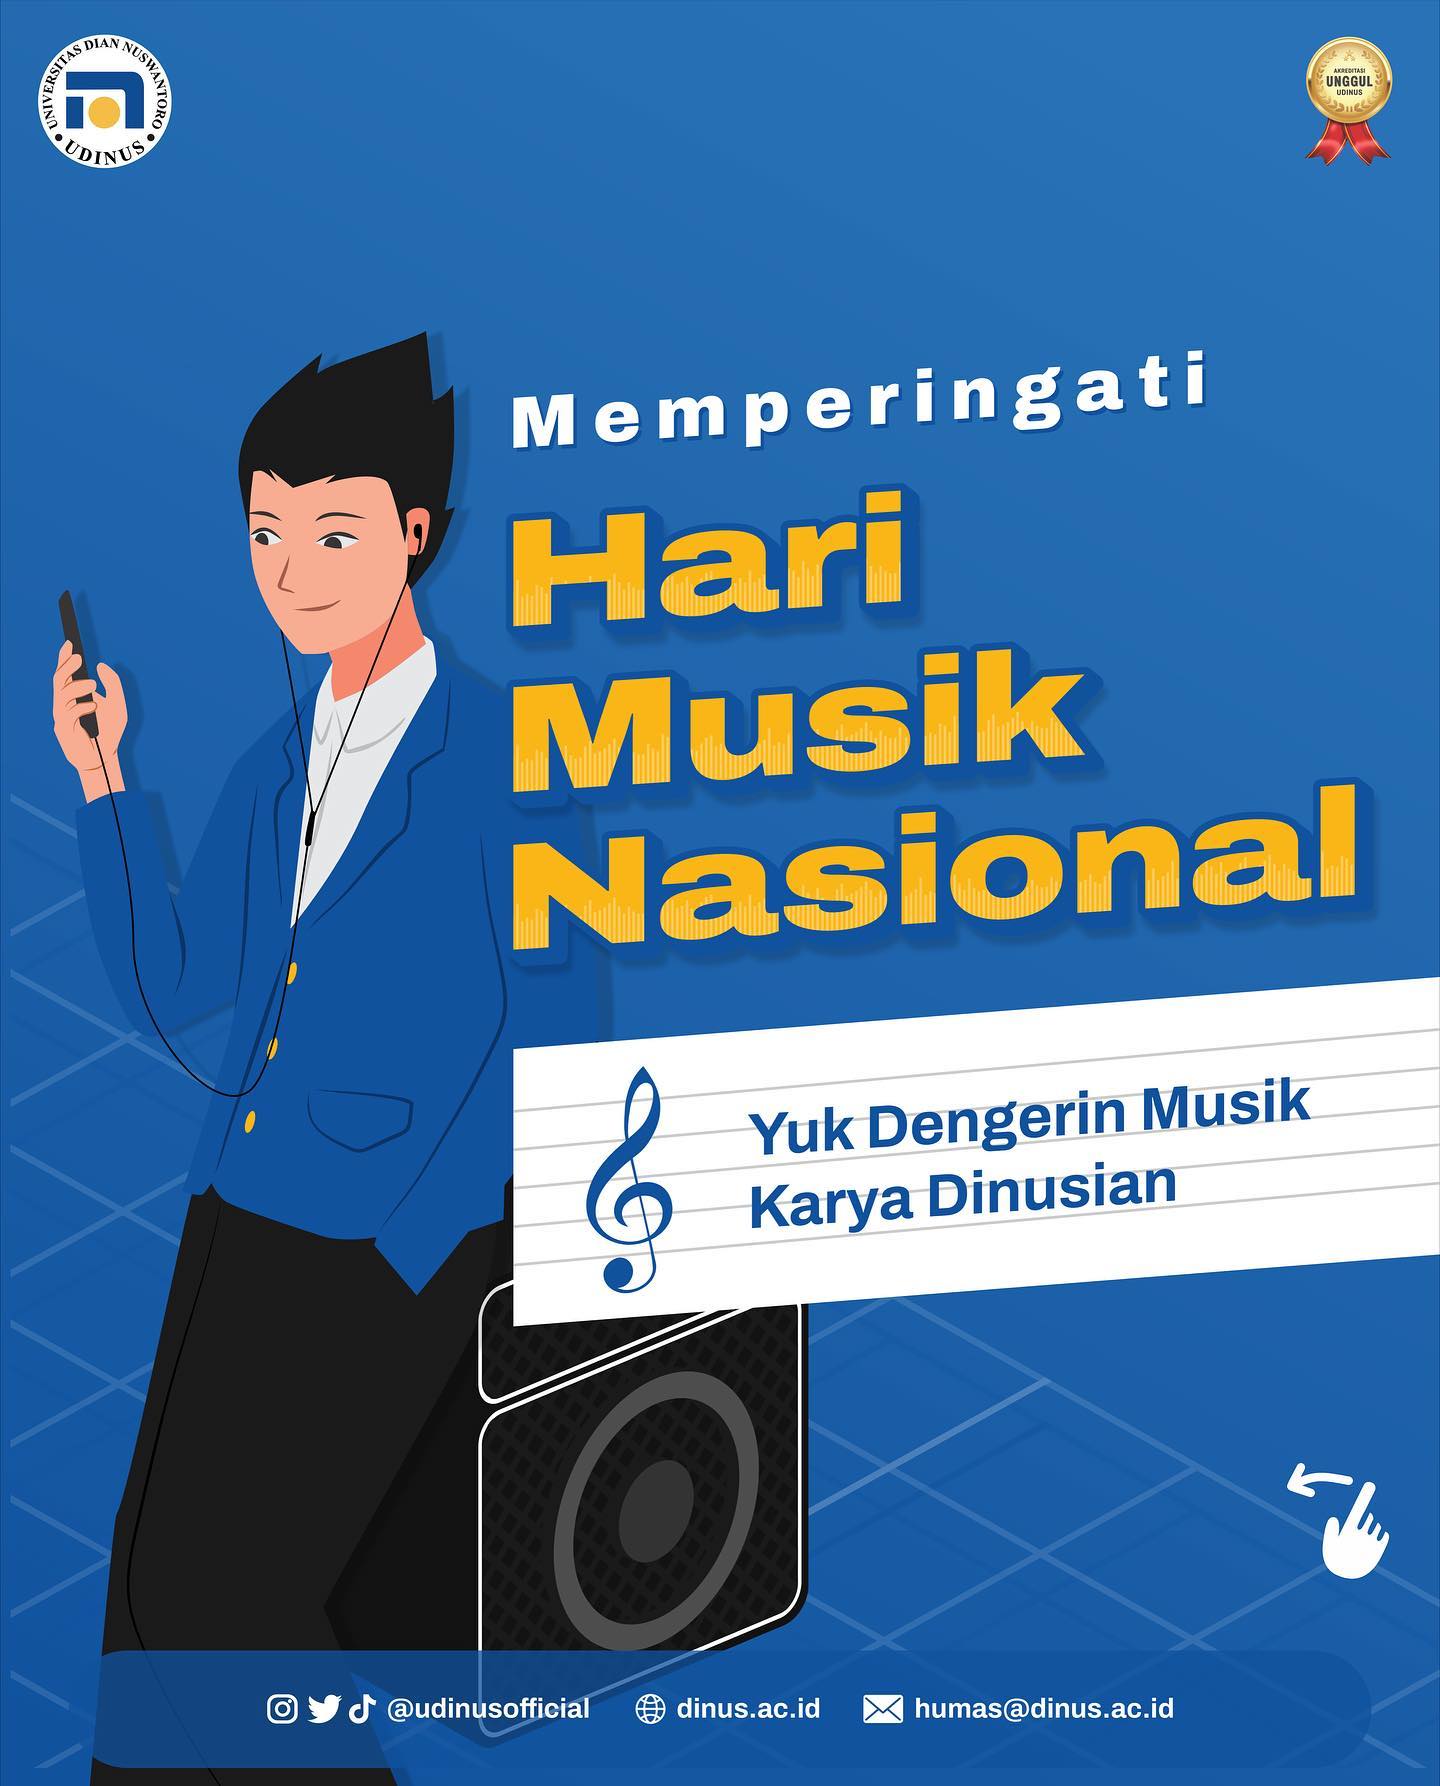 UNIVERSITAS DIAN NUSWANTORO
UDINUS
AKREDITASI
UNGGUL
UDINUS
Memperingati
Hari
Musik
Nasional
Yuk Dengerin Musik
Karya Dinusian
@udinusofficial dinus.ac.id humas@dinus.ac.id